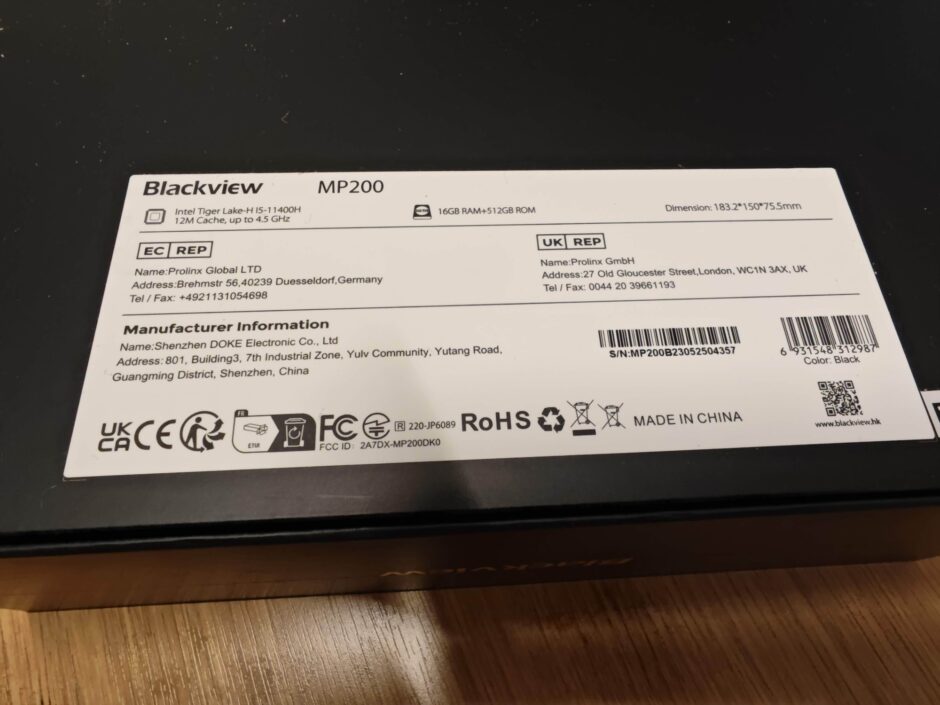 Blackview MP200
Intel Tiger Lake-H I5-11400H
12M Cache, up to 4.5 GHz
16GB RAM+512GB ROM
Dimension: 183.2*150*75.5mm
EC REP
Name:Prolinx Global LTD
Address:Brehmstr 56,40239 Duesseldorf,Germany
Tel / Fax: +4921131054698
UK REP
Name:Prolinx GmbH
Address:27 Old Gloucester Street,London, WC1N 3AX, UK
Tel / Fax: 0044 20 39661193
Manufacturer Information
Name:Shenzhen DOKE Electronic Co., Ltd
Address: 801, Building3, 7th Industrial Zone, Yulv Community, Yutang Road,
Guangming District, Shenzhen, China
S/N:MP200B23052504357
6 931548 312987
Color: Black
UK
CA CE
FR
ETUI
FC
FCC ID: 2A7DX-MP200DK0
R 220-JP6089
RoHS
MADE IN CHINA
www.blackview.hk
Blackview